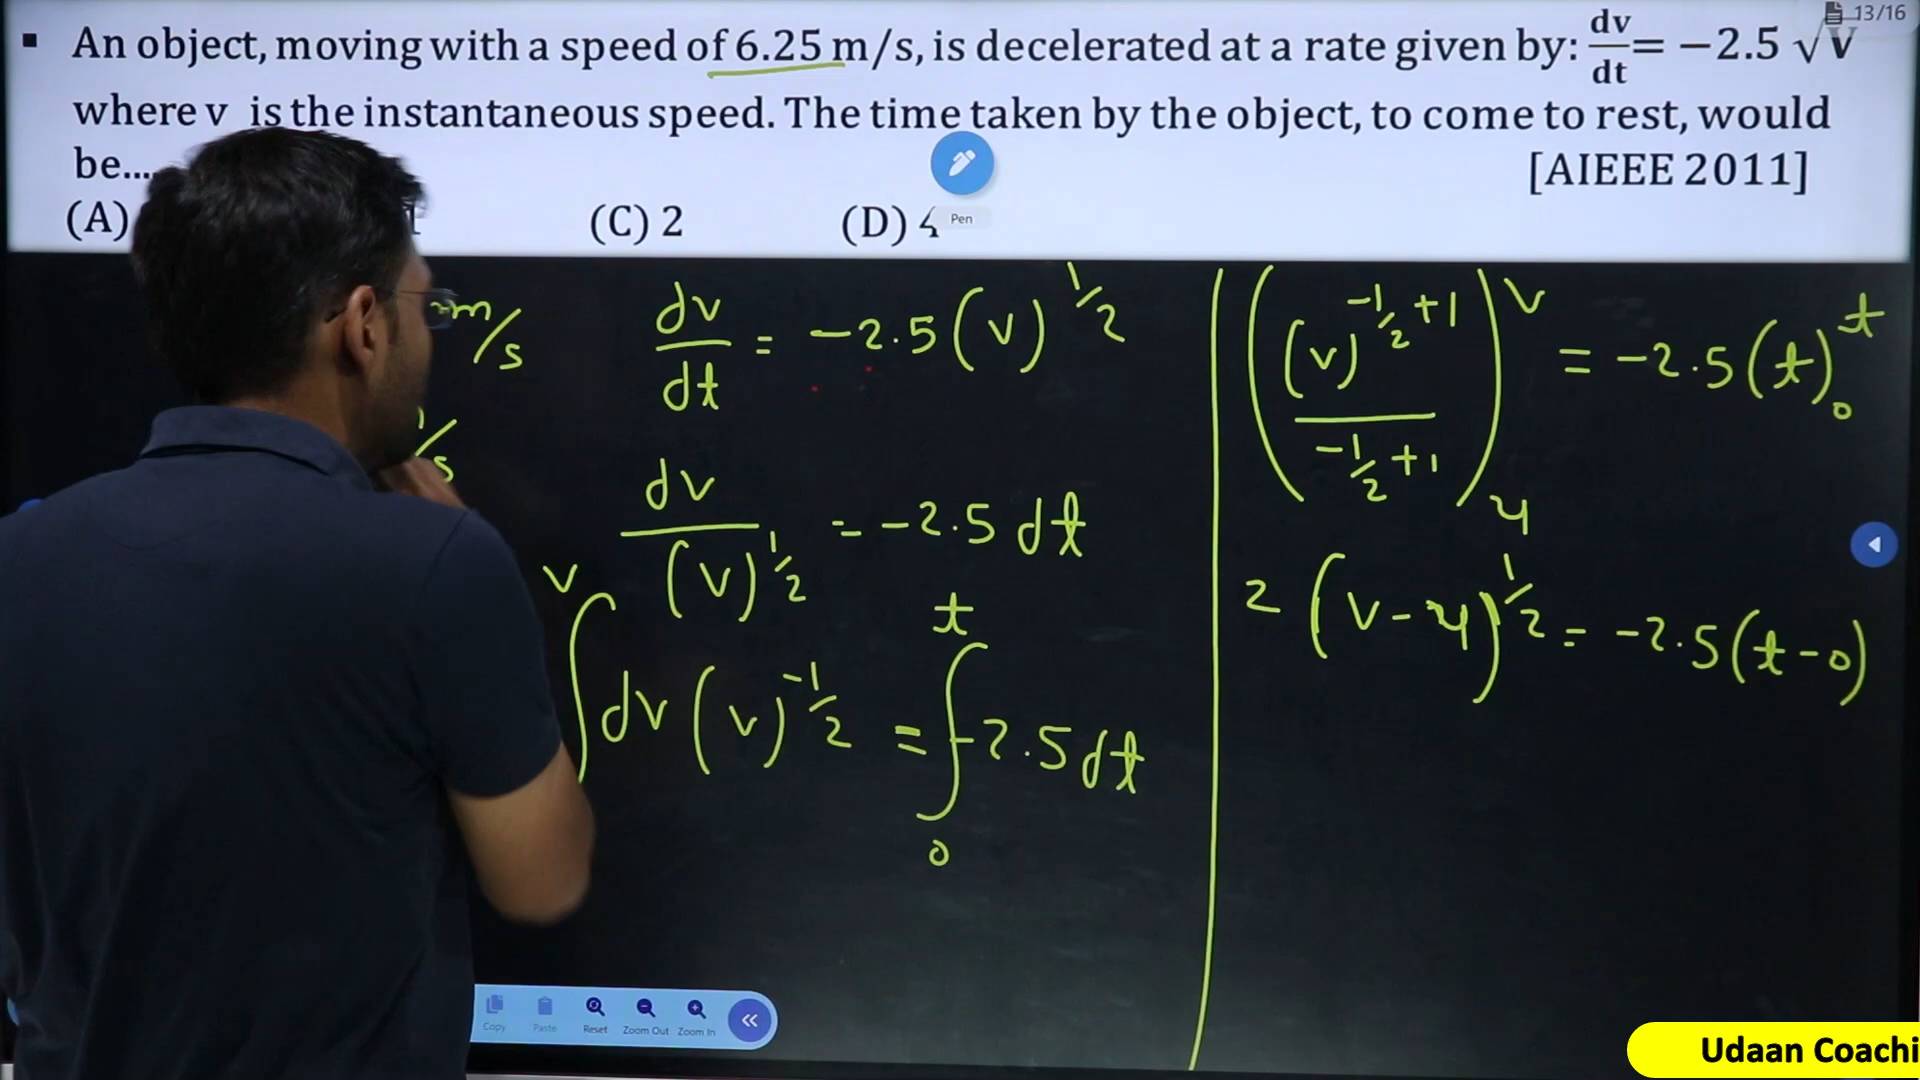 13/16
▪ An object, moving with a speed of 6.25 m/s, is decelerated at a rate given by: dv/dt = −2.5 √v
where v is the instantaneous speed. The time taken by the object, to come to rest, would
be.... [AIEEE 2011]
(A) (C) 2 (D) 4
Pen
m/s
/s
dv/dt = -2.5 (v)^1/2
dv/(v)^1/2 = -2.5 dt
∫^v dv (v)^-1/2 = ∫_0^t -2.5 dt
((v)^-1/2+1 / -1/2+1)_u^v = -2.5 (t)_0^t
2 (v-u)^1/2 = -2.5 (t-0)
Copy Paste Reset Zoom Out Zoom In
Udaan Coachi